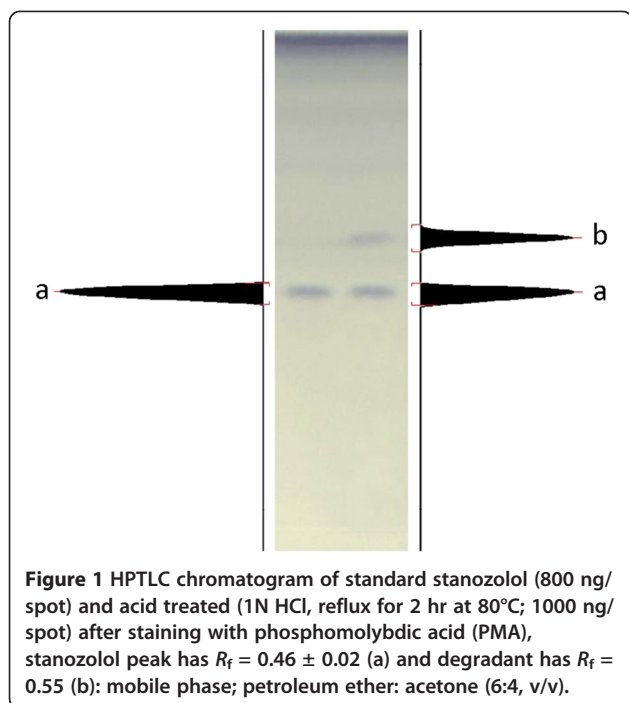 b
a
a
Figure 1 HPTLC chromatogram of standard stanozolol (800 ng/
spot) and acid treated (1N HCl, reflux for 2 hr at 80°C; 1000 ng/
spot) after staining with phosphomolybdic acid (PMA),
stanozolol peak has Rf = 0.46 ± 0.02 (a) and degradant has Rf =
0.55 (b): mobile phase; petroleum ether: acetone (6:4, v/v).